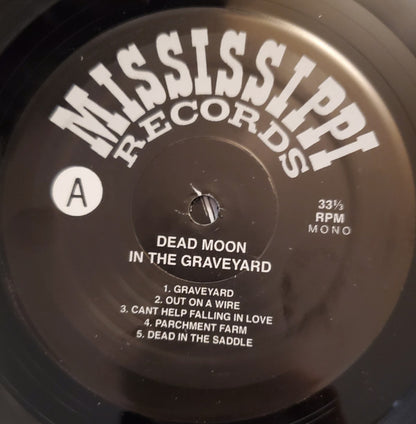 MISSISSIPPI
RECORDS
A
33⅓
RPM
MONO
DEAD MOON
IN THE GRAVEYARD
1. GRAVEYARD
2. OUT ON A WIRE
3. CANT HELP FALLING IN LOVE
4. PARCHMENT FARM
5. DEAD IN THE SADDLE